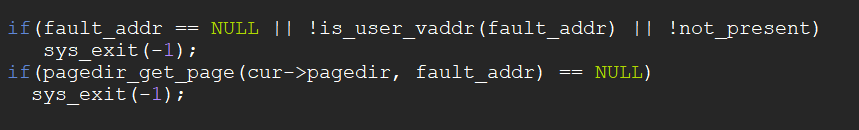 if(fault_addr == NULL || !is_user_vaddr(fault_addr) || !not_present)
   sys_exit(-1);
if(pagedir_get_page(cur->pagedir, fault_addr) == NULL)
  sys_exit(-1);